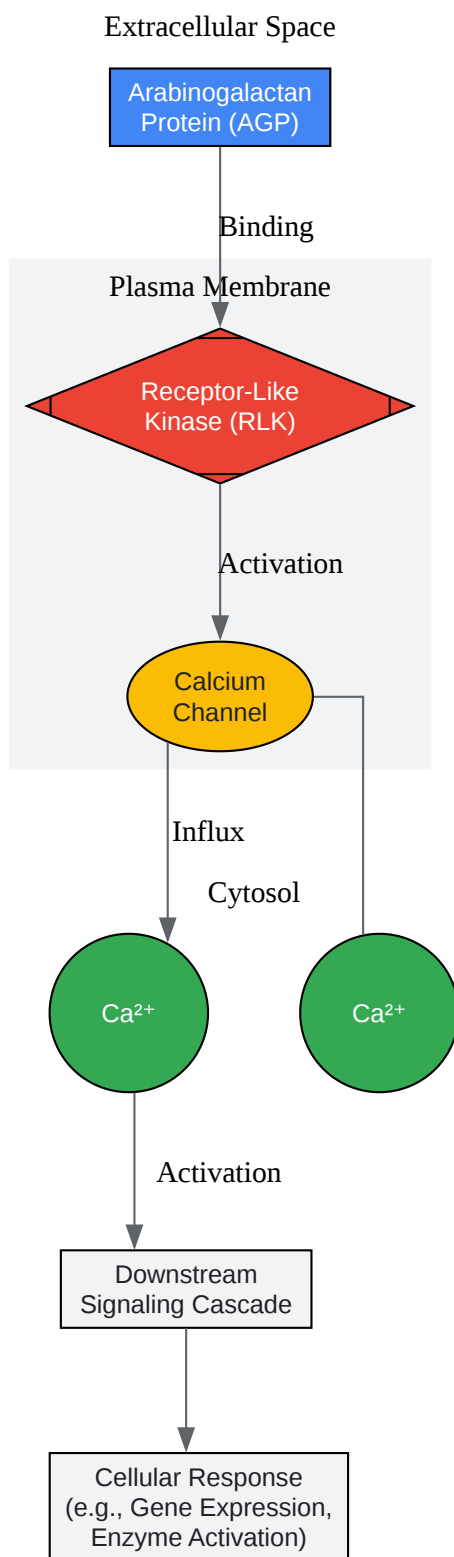 Extracellular Space
Arabinogalactan
Protein (AGP)
Binding
Plasma Membrane
Receptor-Like
Kinase (RLK)
Activation
Calcium
Channel
Influx
Cytosol
Ca²⁺
Ca²⁺
Activation
Downstream
Signaling Cascade
Cellular Response
(e.g., Gene Expression,
Enzyme Activation)